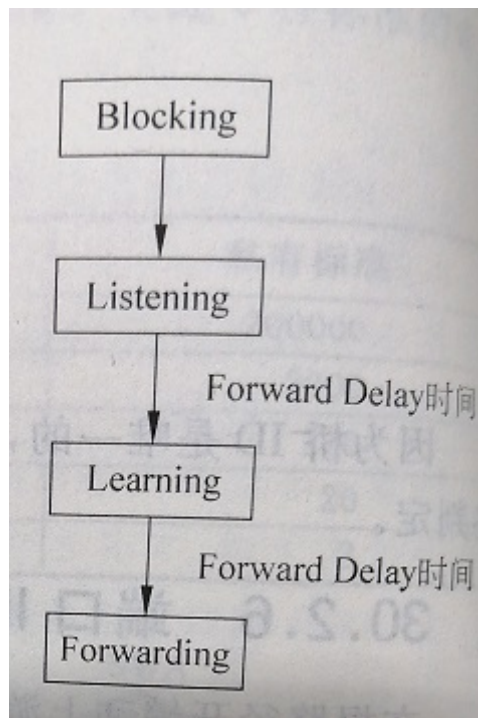 Blocking
Listening
Forward Delay时间
Learning
Forward Delay时间
Forwarding